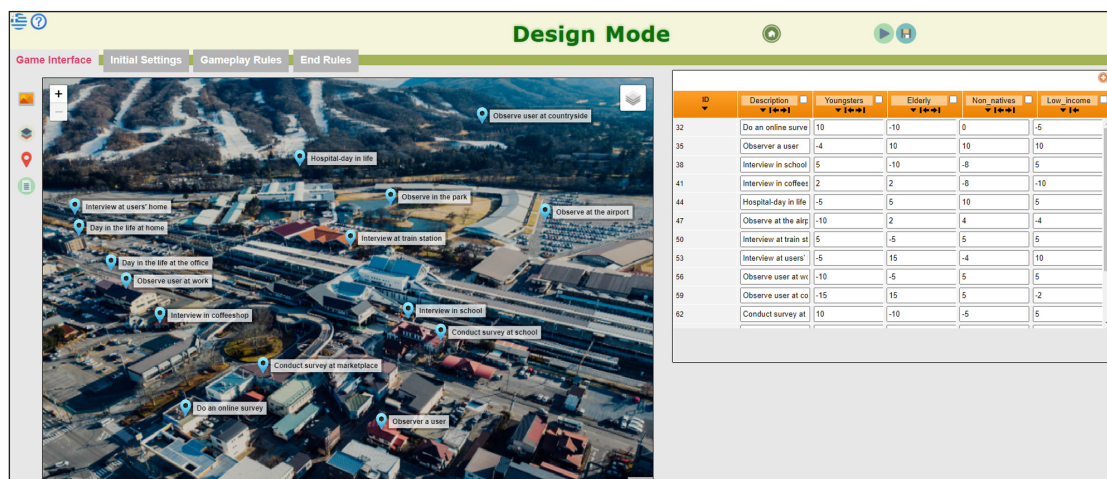 Design Mode
Game Interface Initial Settings Gameplay Rules End Rules
+
Observe user at countryside
Hospital-day in life
Observe in the park
Interview at users' home
Observe at the airport
Day in the life at home
Interview at train station
Day in the life at the office
Observe user at work
Interview in school
Interview in coffeeshop
Conduct survey at school
Conduct survey at marketplace
Do an online survey
Observer a user
ID Description Youngsters Elderly Non_natives Low_income
32 Do an online surve 10 -10 0 -5
35 Observer a user -4 10 10 10
38 Interview in school 5 -10 -8 5
41 Interview in coffees 2 2 -8 -10
44 Hospital-day in life -5 5 10 5
47 Observe at the airp -10 2 4 -4
50 Interview at train st 5 -5 5 5
53 Interview at users' -5 15 -4 10
56 Observe user at wo -10 -5 5 5
59 Observe user at co -15 15 5 -2
62 Conduct survey at 10 -10 -5 5